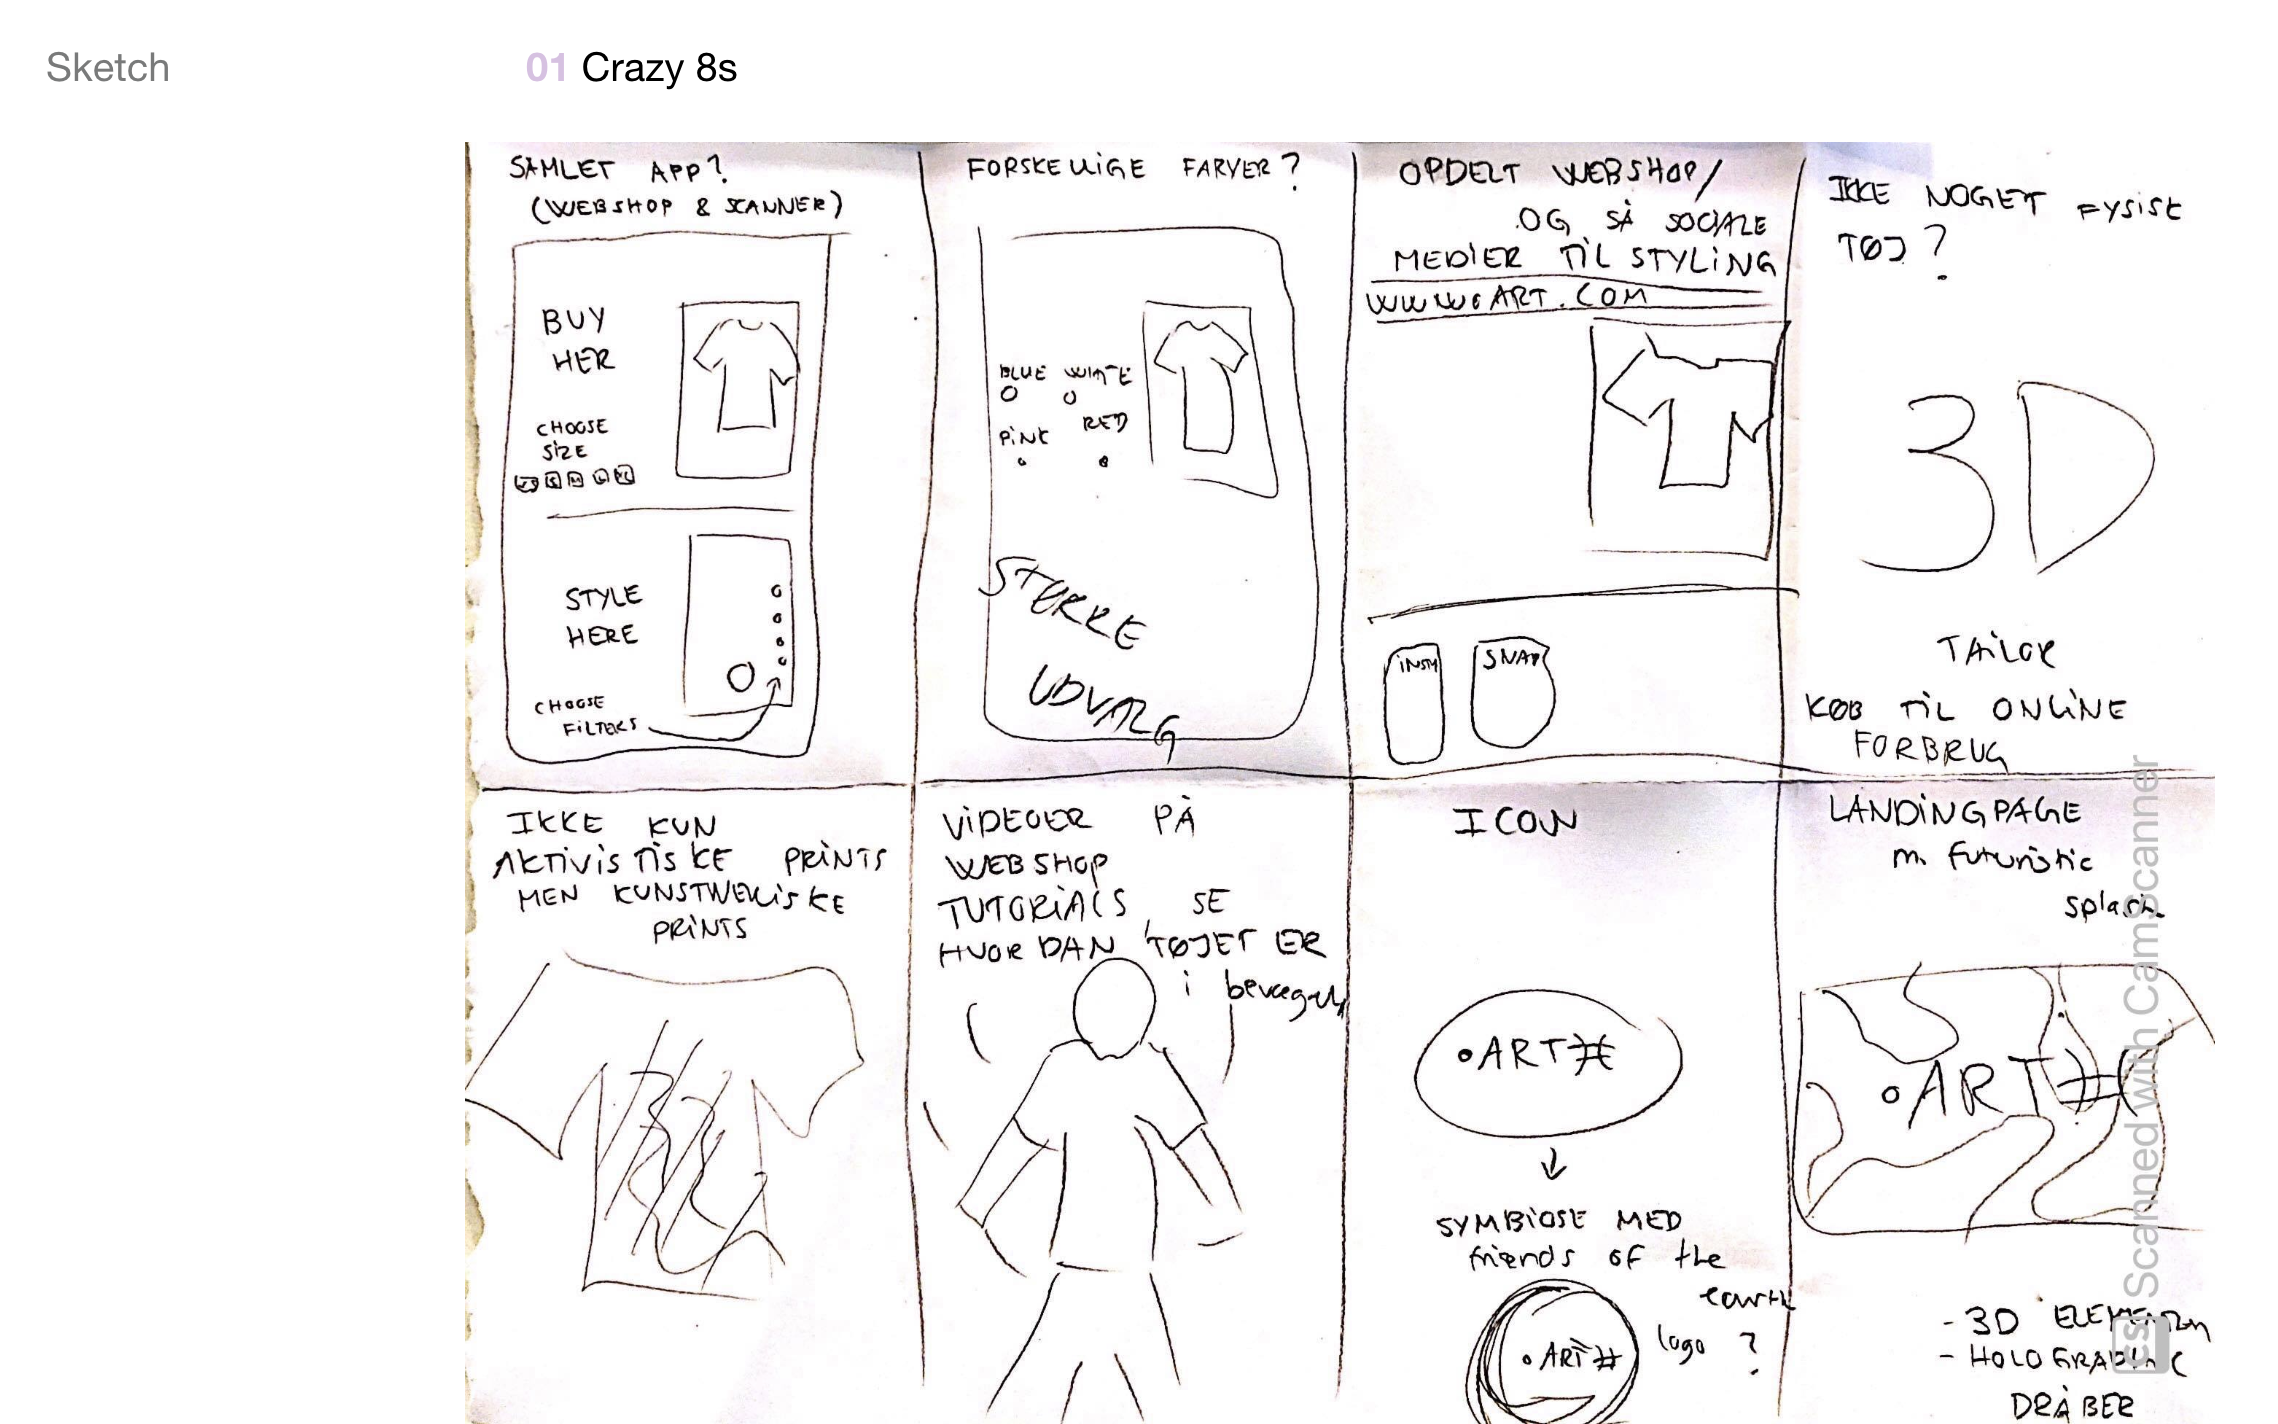 Sketch
01 Crazy 8s
SAMLET APP?
(WEBSHOP & SCANNER)
BUY
HER
CHOOSE
SIZE
XS S M L XL
STYLE
HERE
CHOOSE
FILTERS
FORSKELLIGE FARVER?
BLUE WHITE
PINK RED
STØRRE
UDVALG
OPDELT WEBSHOP/
OG SÅ SOCIALE
MEDIER TIL STYLING
ART.COM
INSTA
SNAP
IKKE NOGET FYSISK
TØJ?
3D
TAILOR
KØB TIL ONLINE
FORBRUG
IKKE KUN
AKTIVISTISKE PRINTS
MEN KUNSTNERISKE
PRINTS
VIDEOER PÅ
WEBSHOP
TUTORIALS, SE
HVORDAN TØJET ER
i bevægelse
ICON
•ART#
SYMBIOSE MED
friends of the
earth
logo ?
•ART#
LANDINGPAGE
m. futuristic
splash
•ART#
- 3D ELEMENTER
- HOLOGRAPHIC
DRÅBER
CS Scanned with CamScanner